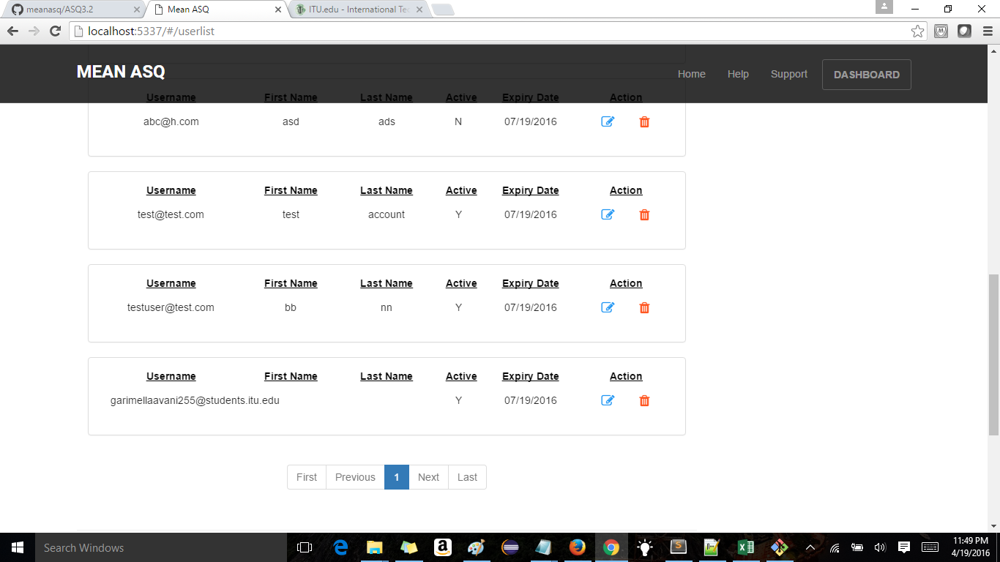 meanasq/ASQ3.2 Mean ASQ ITU.edu - International Tec
localhost:5337/#/userlist
MEAN ASQ Home Help Support DASHBOARD
Username First Name Last Name Active Expiry Date Action
abc@h.com asd ads N 07/19/2016
Username First Name Last Name Active Expiry Date Action
test@test.com test account Y 07/19/2016
Username First Name Last Name Active Expiry Date Action
testuser@test.com bb nn Y 07/19/2016
Username First Name Last Name Active Expiry Date Action
garimellaavani255@students.itu.edu Y 07/19/2016
First Previous 1 Next Last
Search Windows
11:49 PM
4/19/2016